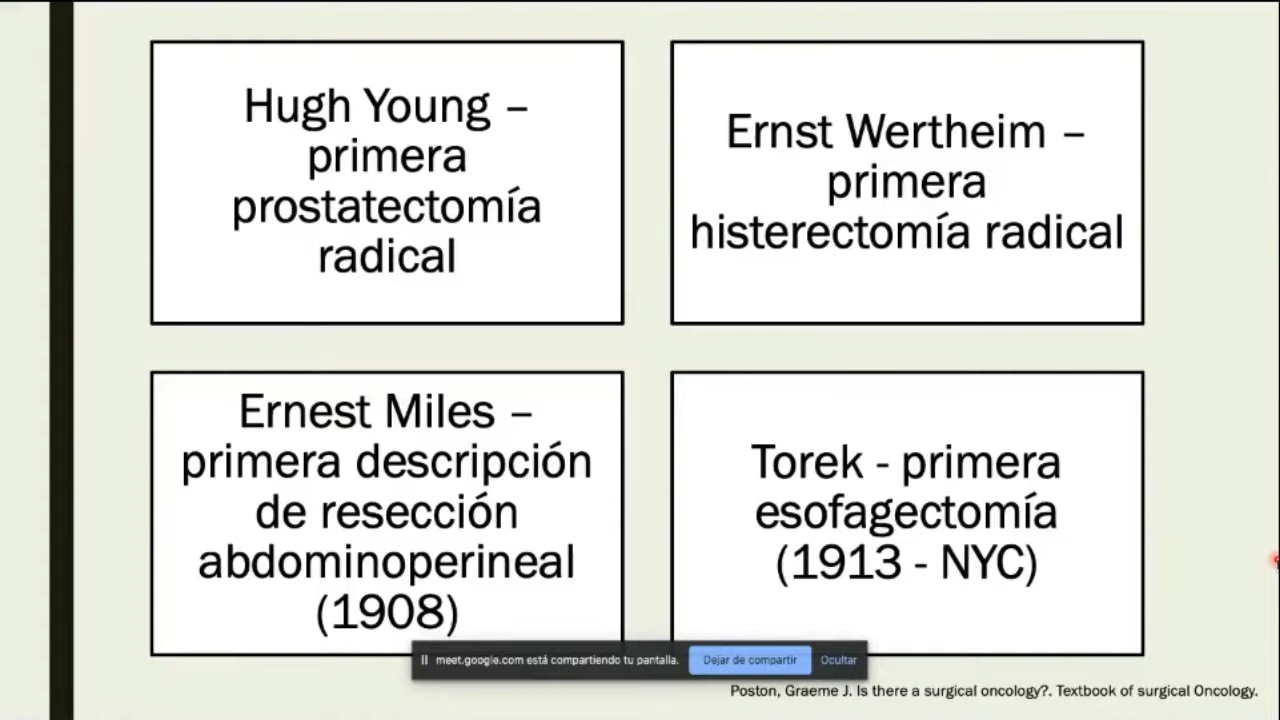 Hugh Young –
primera
prostatectomía
radical
Ernst Wertheim –
primera
histerectomía radical
Ernest Miles –
primera descripción
de resección
abdominoperineal
(1908)
Torek - primera
esofagectomía
(1913 - NYC)
meet.google.com está compartiendo tu pantalla.
Dejar de compartir
Ocultar
Poston, Graeme J. Is there a surgical oncology?. Textbook of surgical Oncology.